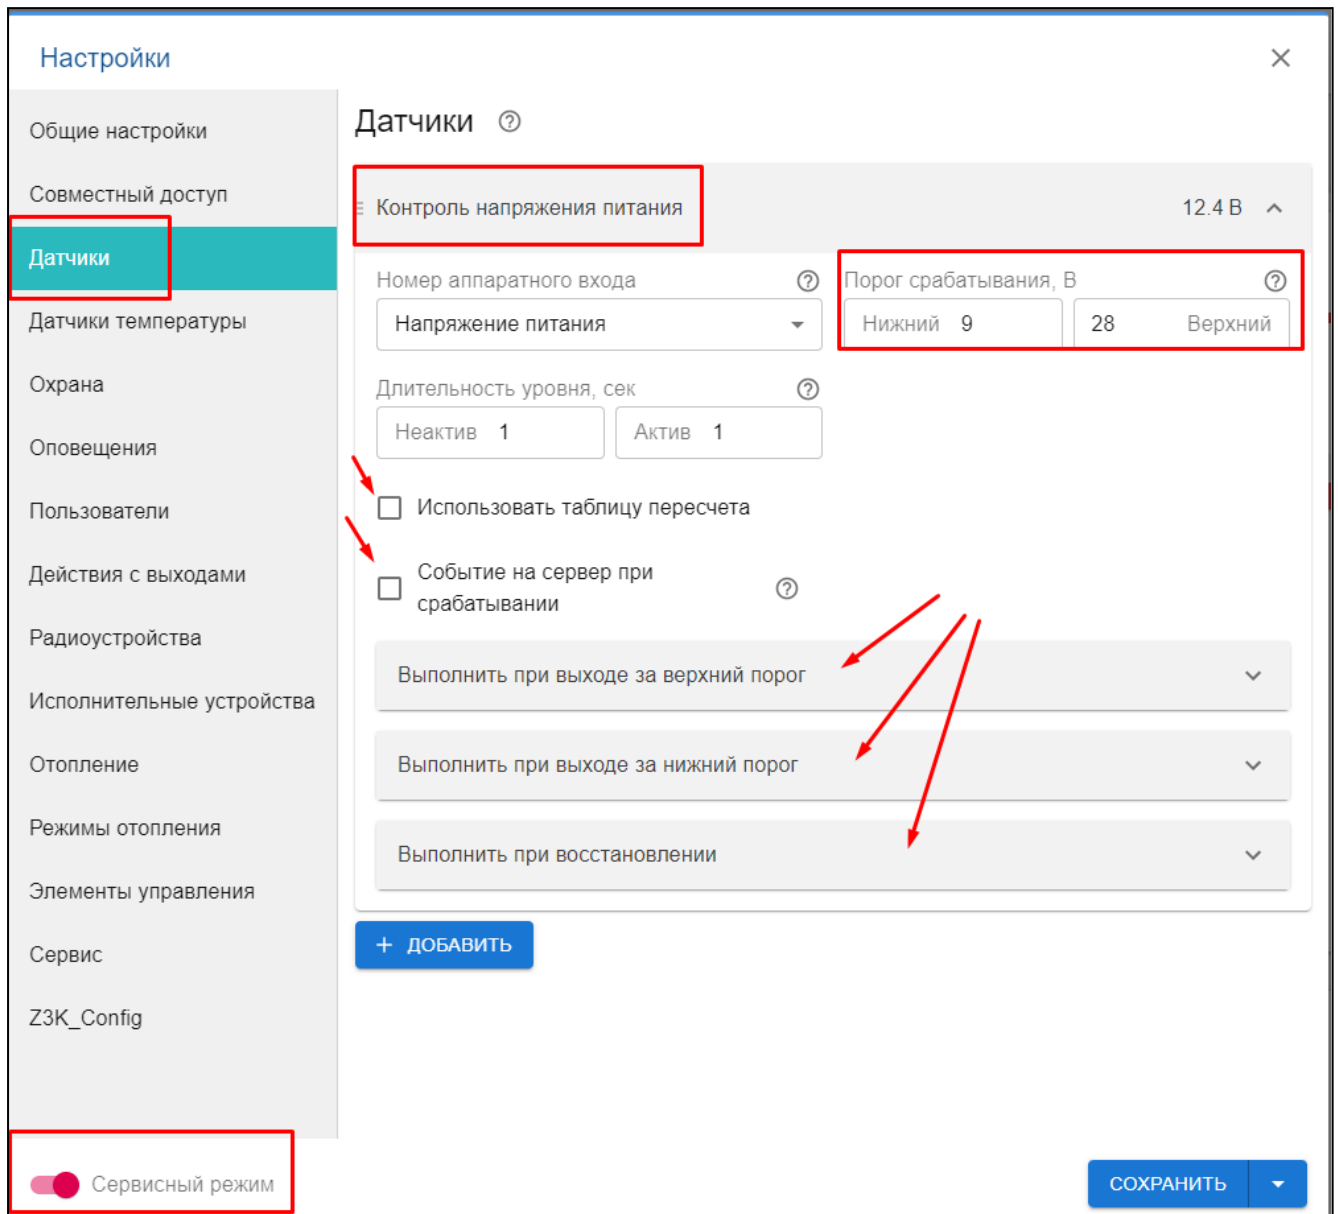 Настройки
Общие настройки
Совместный доступ
Датчики
Датчики температуры
Охрана
Оповещения
Пользователи
Действия с выходами
Радиоустройства
Исполнительные устройства
Отопление
Режимы отопления
Элементы управления
Сервис
Z3K_Config
Сервисный режим
Датчики
Контроль напряжения питания 12.4 В
Номер аппаратного входа
Напряжение питания
Порог срабатывания, В
Нижний 9
28 Верхний
Длительность уровня, сек
Неактив 1
Актив 1
Использовать таблицу пересчета
Событие на сервер при
срабатывании
Выполнить при выходе за верхний порог
Выполнить при выходе за нижний порог
Выполнить при восстановлении
+ ДОБАВИТЬ
СОХРАНИТЬ